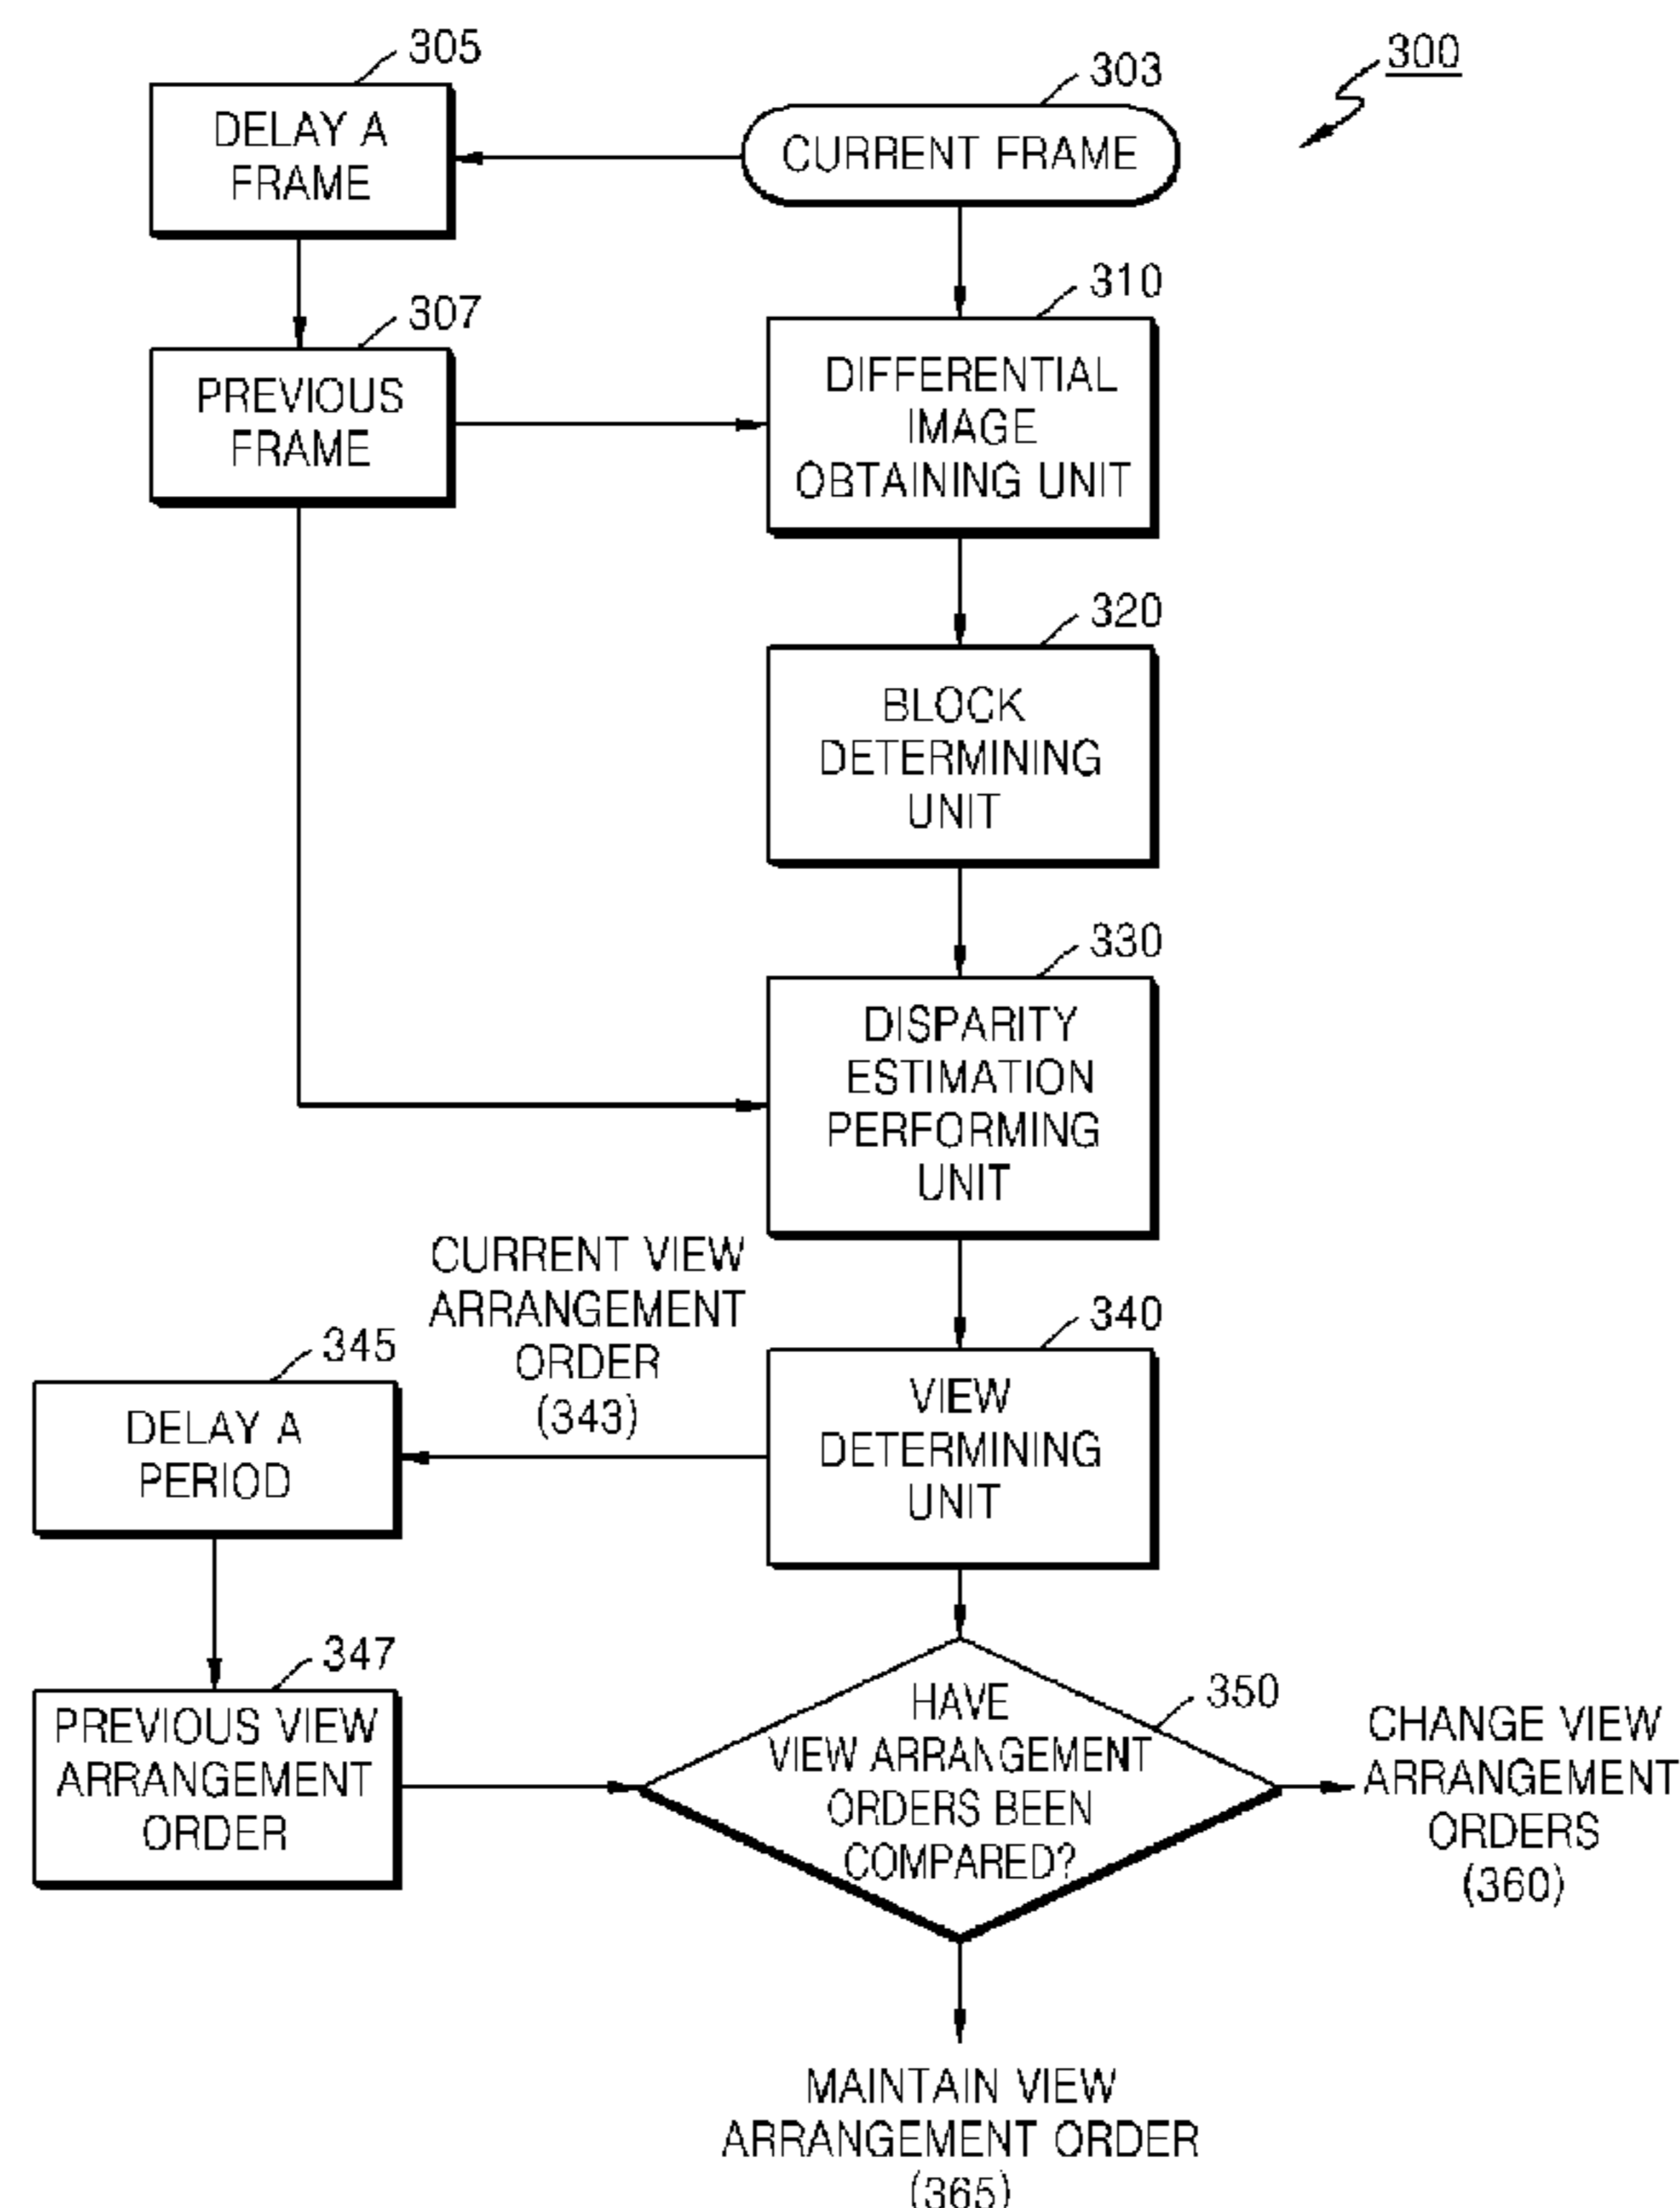 305
303
300
DELAY A
FRAME
CURRENT FRAME
310
307
PREVIOUS
FRAME
DIFFERENTIAL
IMAGE
OBTAINING UNIT
320
BLOCK
DETERMINING
UNIT
330
DISPARITY
ESTIMATION
PERFORMING
UNIT
CURRENT VIEW
ARRANGEMENT
ORDER
(343)
340
345
DELAY A
PERIOD
VIEW
DETERMINING
UNIT
347
PREVIOUS VIEW
ARRANGEMENT
ORDER
350
HAVE
VIEW ARRANGEMENT
ORDERS BEEN
COMPARED?
CHANGE VIEW
ARRANGEMENT
ORDERS
(360)
MAINTAIN VIEW
ARRANGEMENT ORDER
(365)